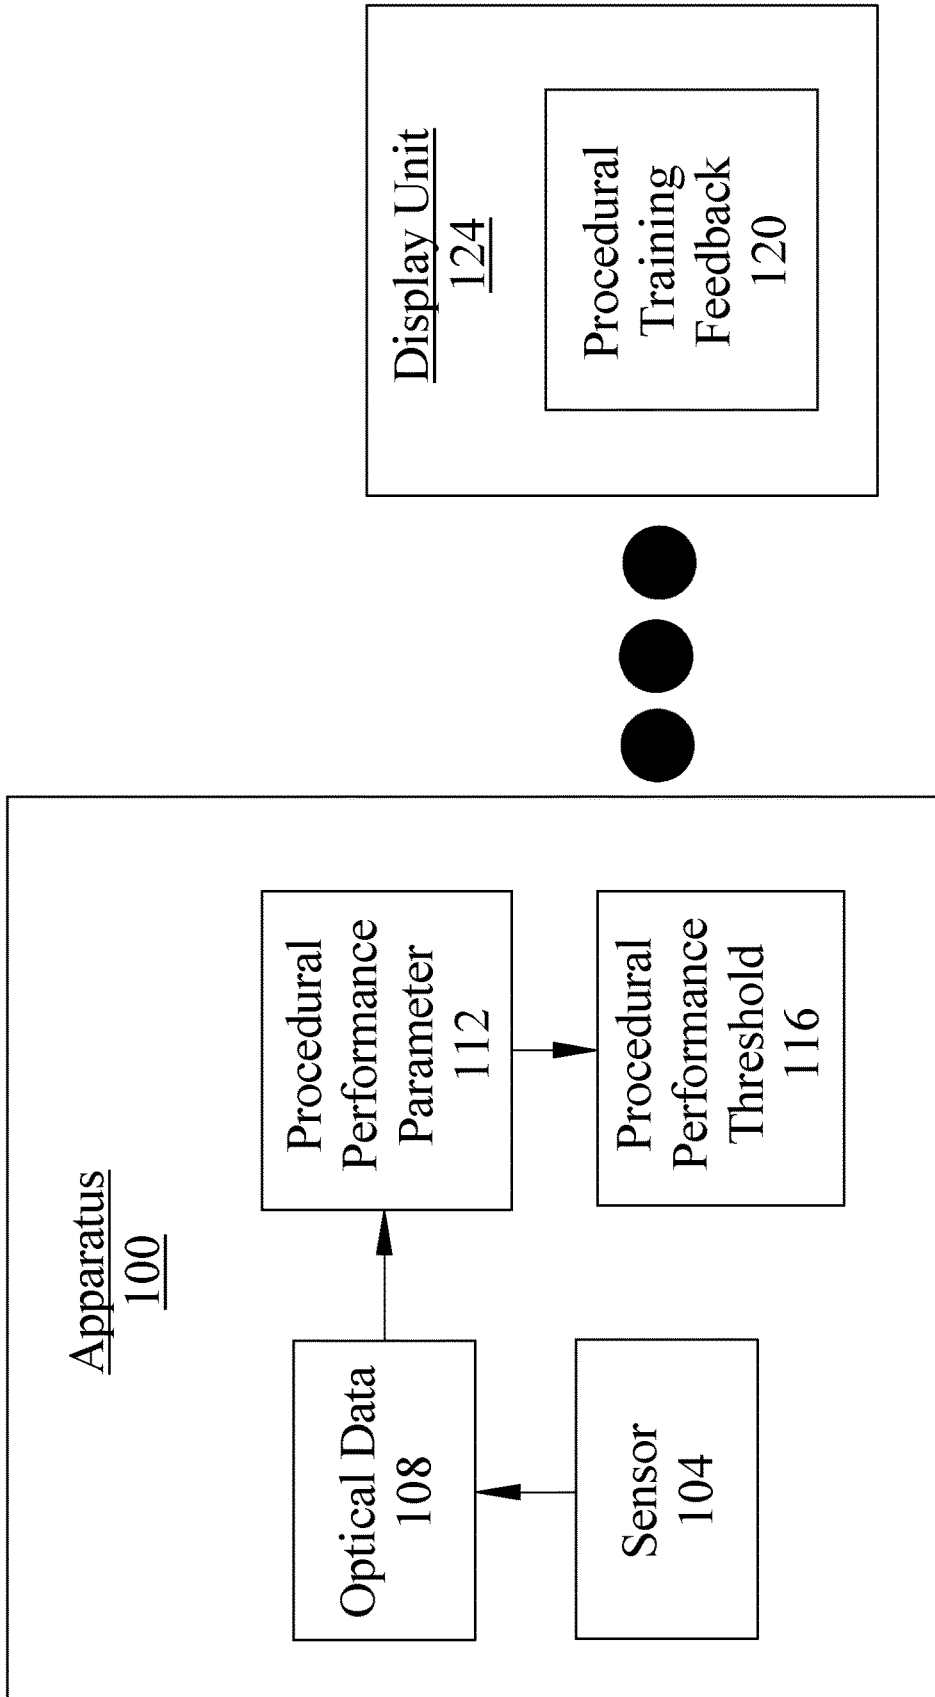 Apparatus
100
Optical Data
108
Sensor
104
Procedural
Performance
Parameter
112
Procedural
Performance
Threshold
116
Display Unit
124
Procedural
Training
Feedback
120